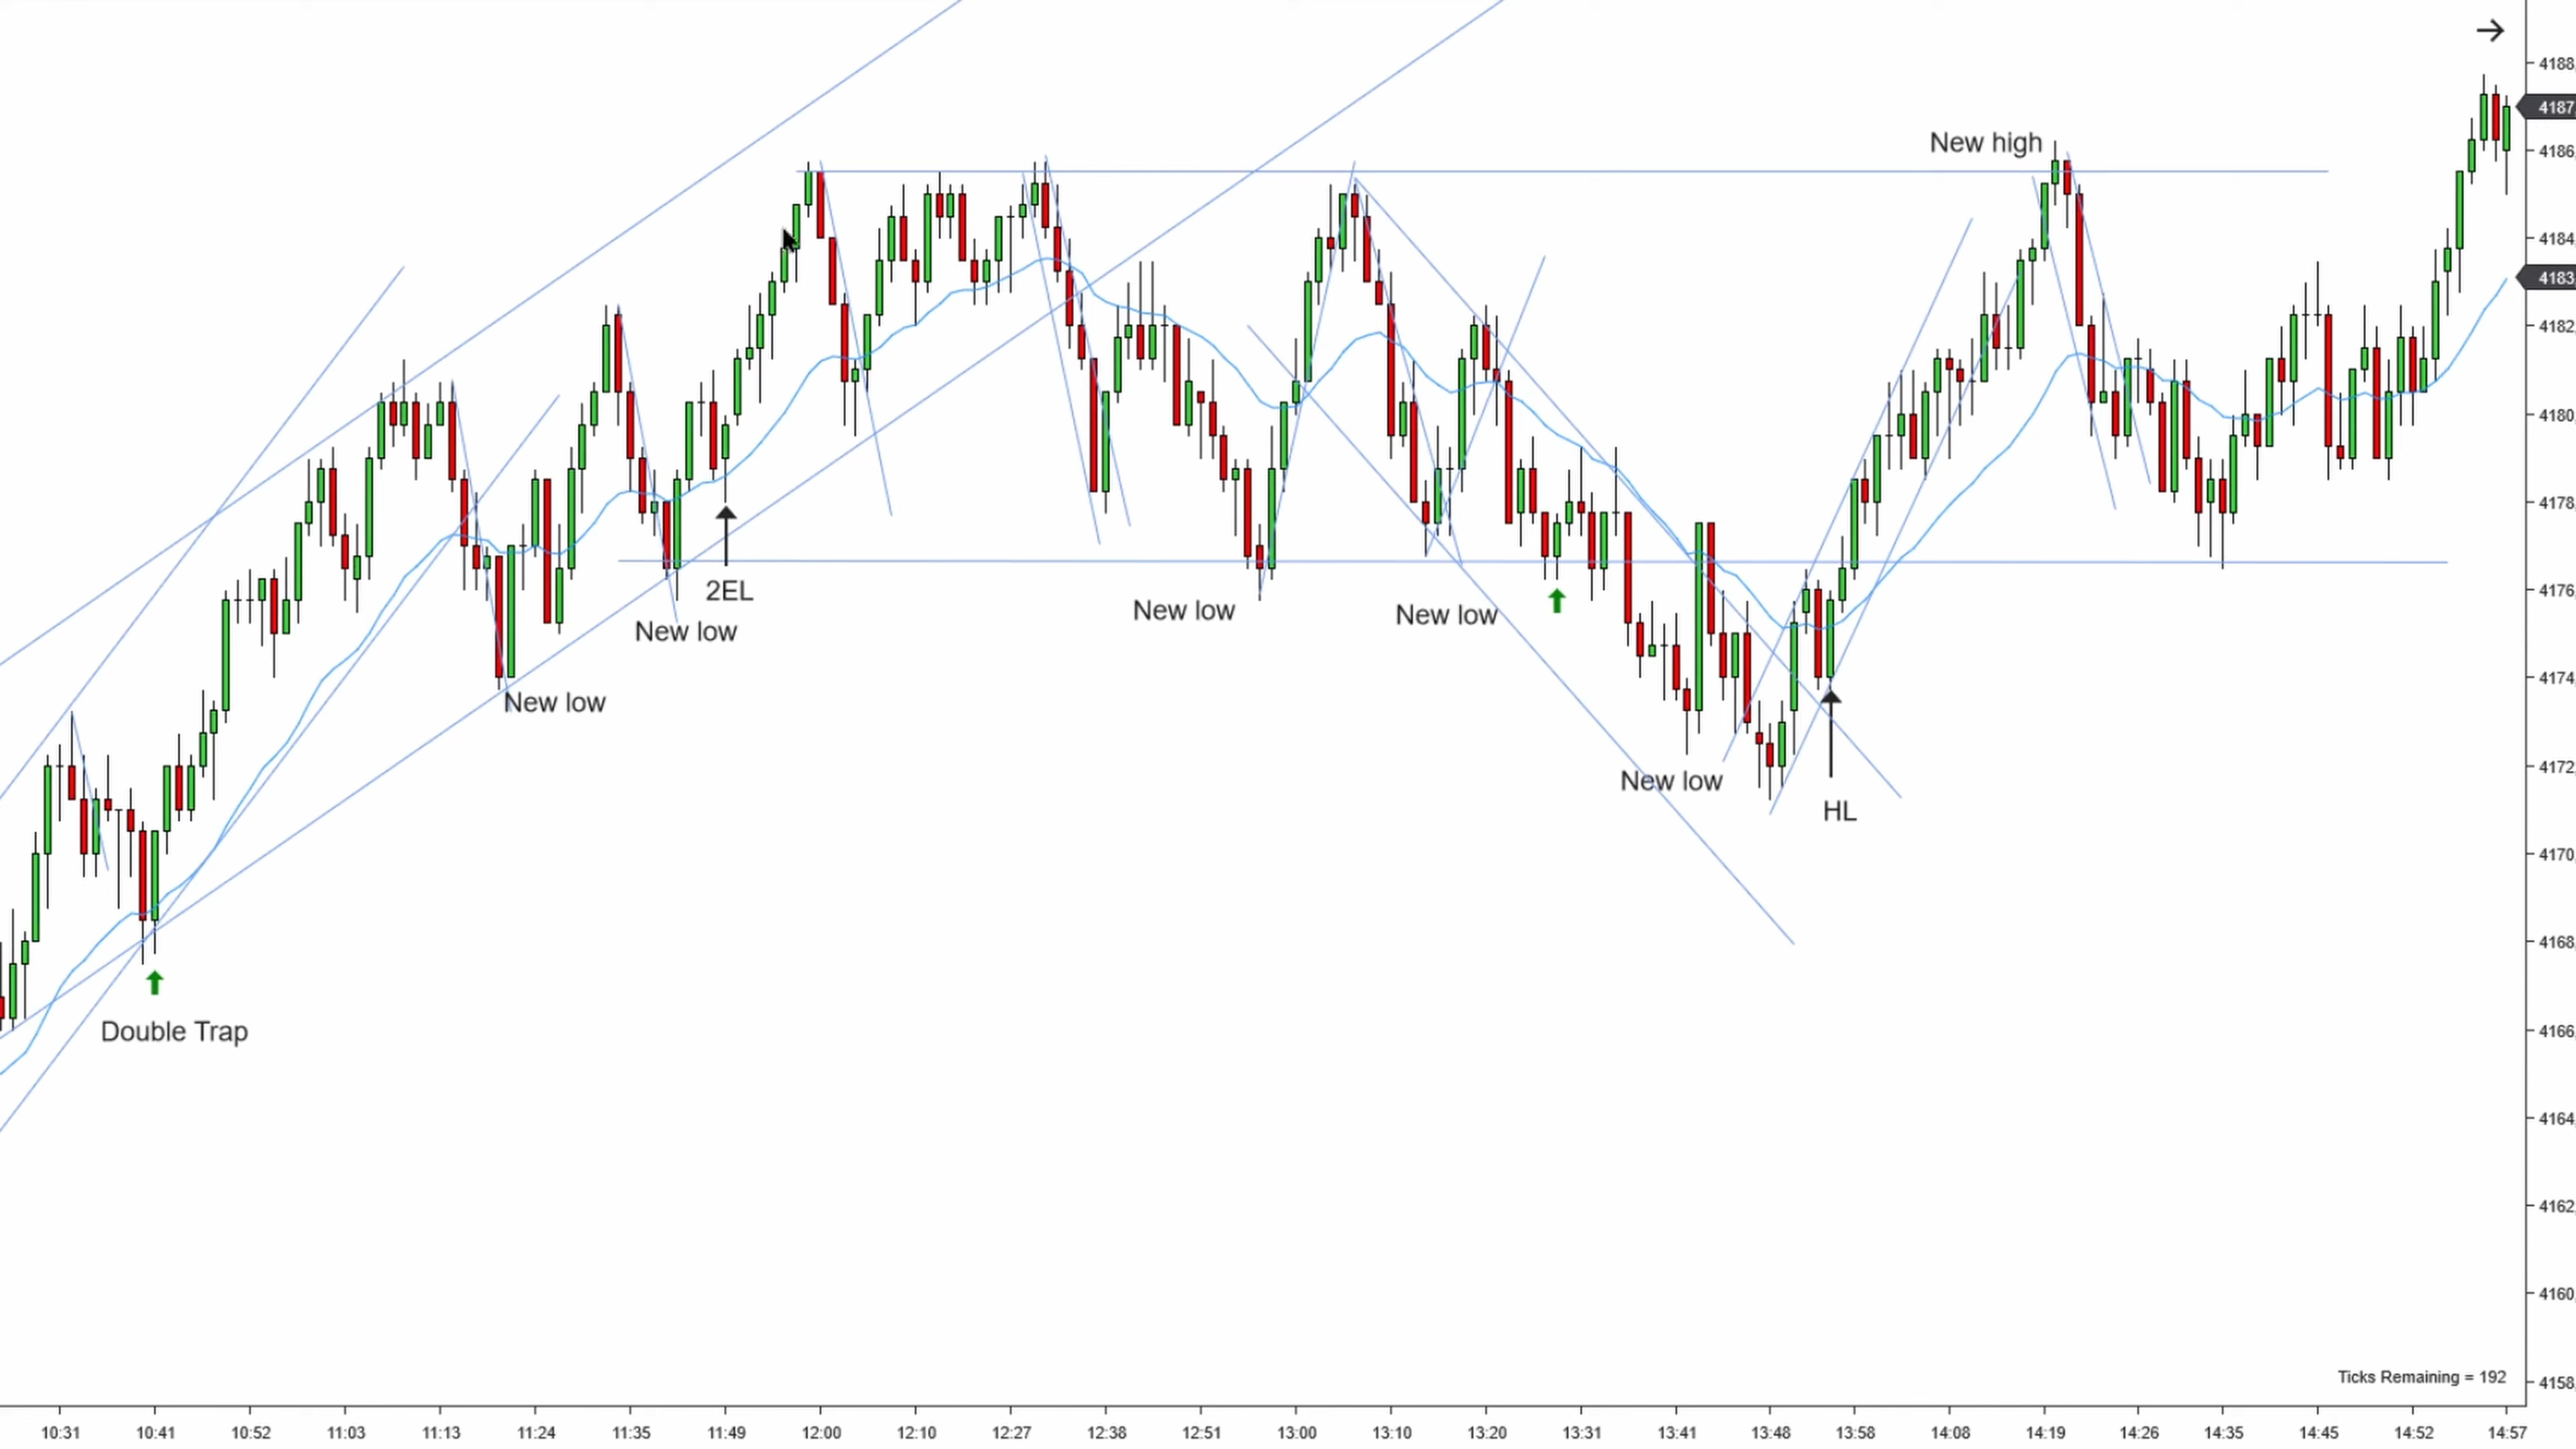 →
4188
4187
4186
New high
4184
4183
4182
4180
4178
4176
2EL
New low
New low
New low
New low
4174
New low
4172
HL
4170
4168
Double Trap
4166
4164
4162
4160
Ticks Remaining = 192
4158
10:31 10:41 10:52 11:03 11:13 11:24 11:35 11:49 12:00 12:10 12:27 12:38 12:51 13:00 13:10 13:20 13:31 13:41 13:48 13:58 14:08 14:19 14:26 14:35 14:45 14:52 14:57